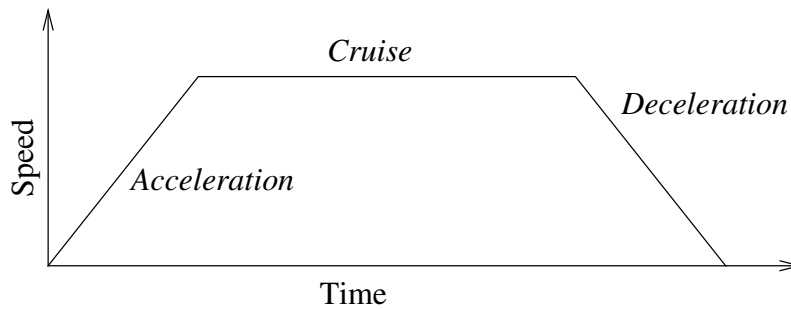 Cruise
Deceleration
Speed
Acceleration
Time